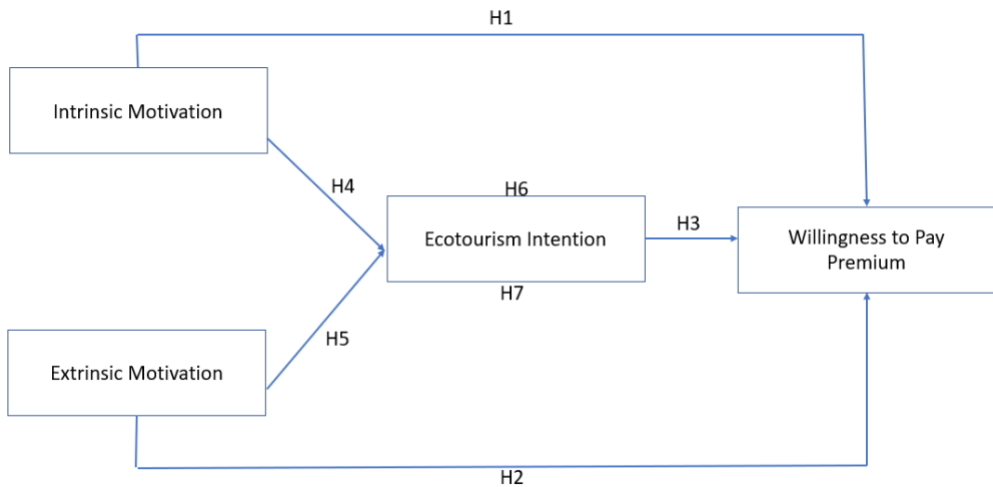 H1
Intrinsic Motivation
H4
H6
Ecotourism Intention
H3
Willingness to Pay
Premium
H7
H5
Extrinsic Motivation
H2